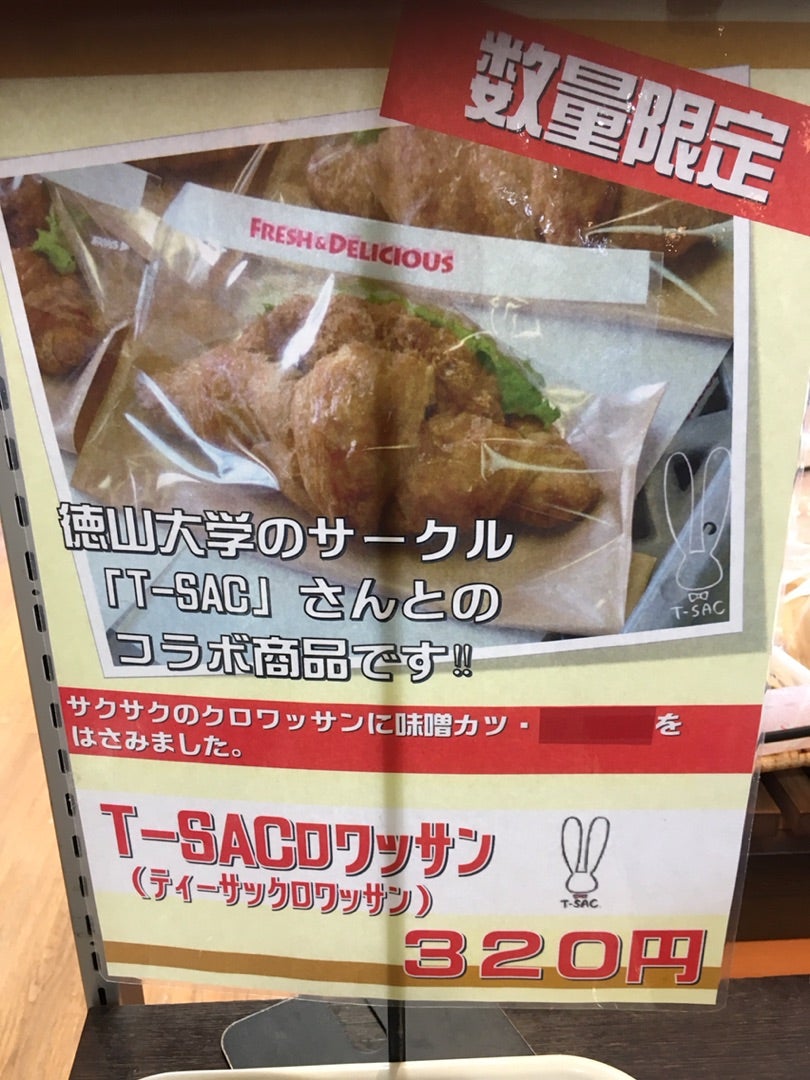 数量限定
FRESH&DELICIOUS
徳山大学のサークル
「T-SAC」さんとの
コラボ商品です!!
T-SAC
サクサクのクロワッサンに味噌カツ・を
はさみました。
T-SACロワッサン
(ティーサックロワッサン)
T-SAC
320円